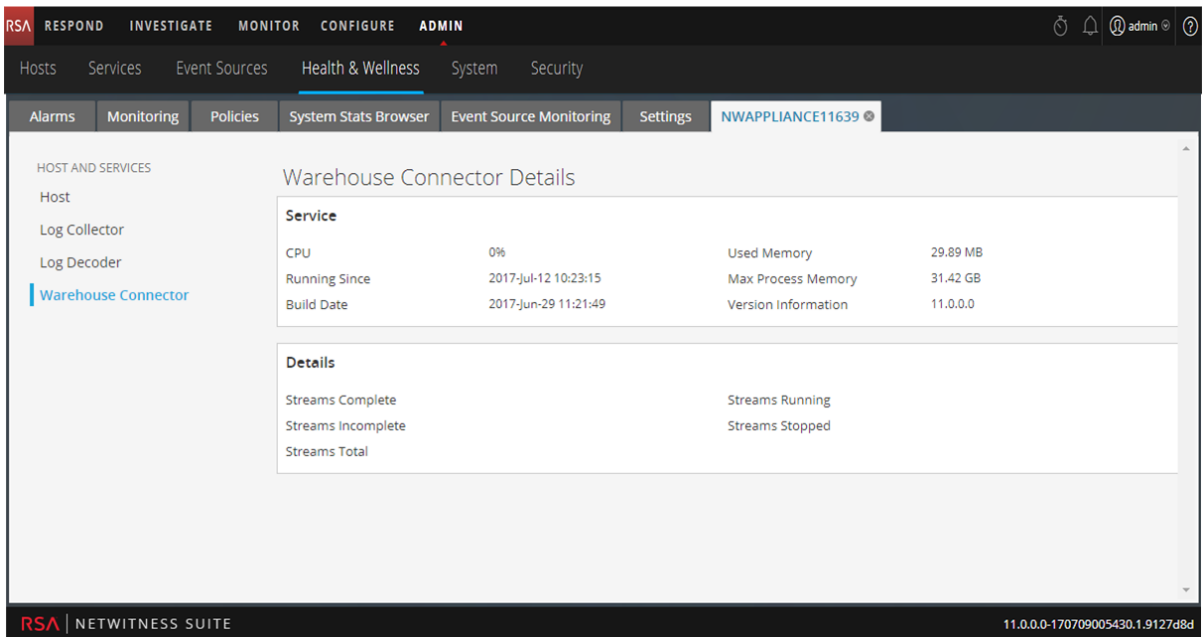 RSA RESPOND INVESTIGATE MONITOR CONFIGURE ADMIN admin
Hosts Services Event Sources Health & Wellness System Security
Alarms Monitoring Policies System Stats Browser Event Source Monitoring Settings NWAPPLIANCE11639
HOST AND SERVICES
Host
Log Collector
Log Decoder
Warehouse Connector
Warehouse Connector Details
Service
CPU 0% Used Memory 29.89 MB
Running Since 2017-Jul-12 10:23:15 Max Process Memory 31.42 GB
Build Date 2017-Jun-29 11:21:49 Version Information 11.0.0.0
Details
Streams Complete Streams Running
Streams Incomplete Streams Stopped
Streams Total
RSA | NETWITNESS SUITE 11.0.0.0-170709005430.1.9127d8d